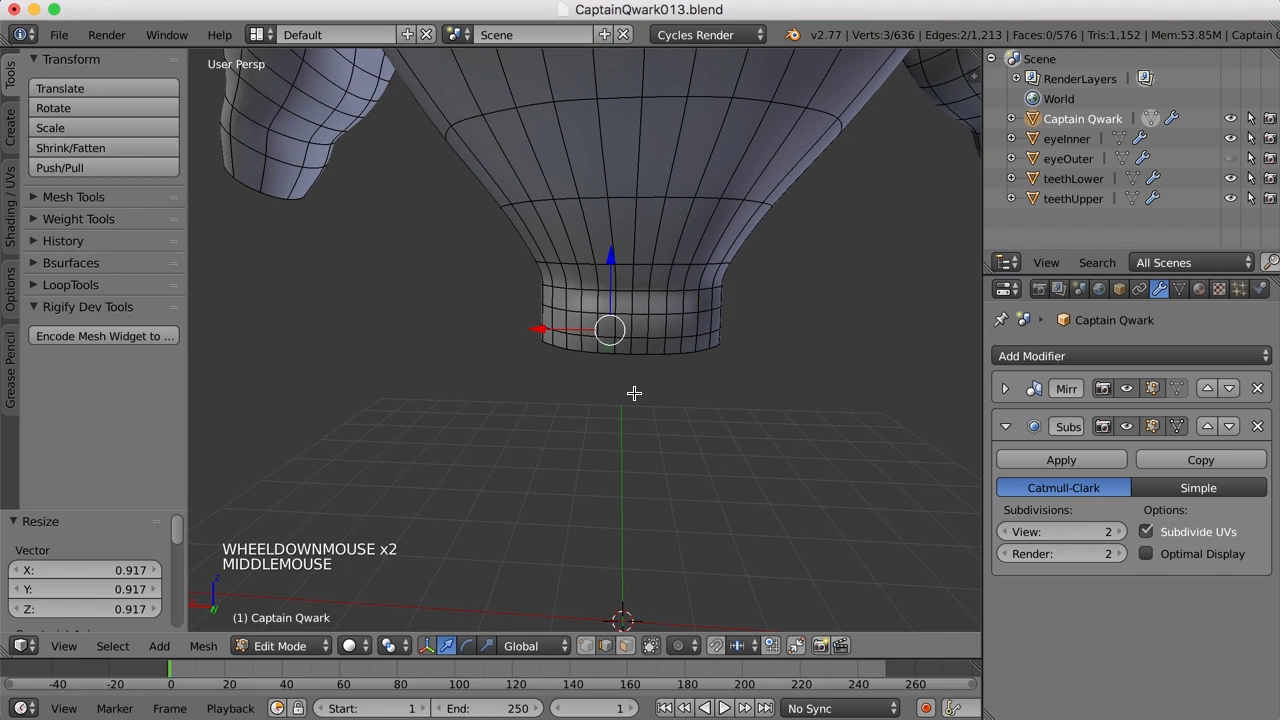 CaptainQwark013.blend
File Render Window Help Default Scene Cycles Render v2.77 | Verts:3/636 | Edges:2/1,213 | Faces:0/576 | Tris:1,152 | Mem:53.85M | Captain
Tools
Create
Shading / UVs
Options
Grease Pencil
Transform
Translate
Rotate
Scale
Shrink/Fatten
Push/Pull
Mesh Tools
Weight Tools
History
Bsurfaces
LoopTools
Rigify Dev Tools
Encode Mesh Widget to ...
Resize
Vector
X: 0.917
Y: 0.917
Z: 0.917
User Persp
WHEELDOWNMOUSE x2
MIDDLEMOUSE
z
(1) Captain Qwark
View Select Add Mesh Edit Mode Global
-40 -20 0 20 40 60 80 100 120 140 160 180 200 220 240 260
View Marker Frame Playback Start: 1 End: 250 1 No Sync
Scene
RenderLayers
World
Captain Qwark
eyeInner
eyeOuter
teethLower
teethUpper
View Search All Scenes
Captain Qwark
Add Modifier
Mirr
Subs
Apply Copy
Catmull-Clark Simple
Subdivisions: Options:
View: 2 Subdivide UVs
Render: 2 Optimal Display